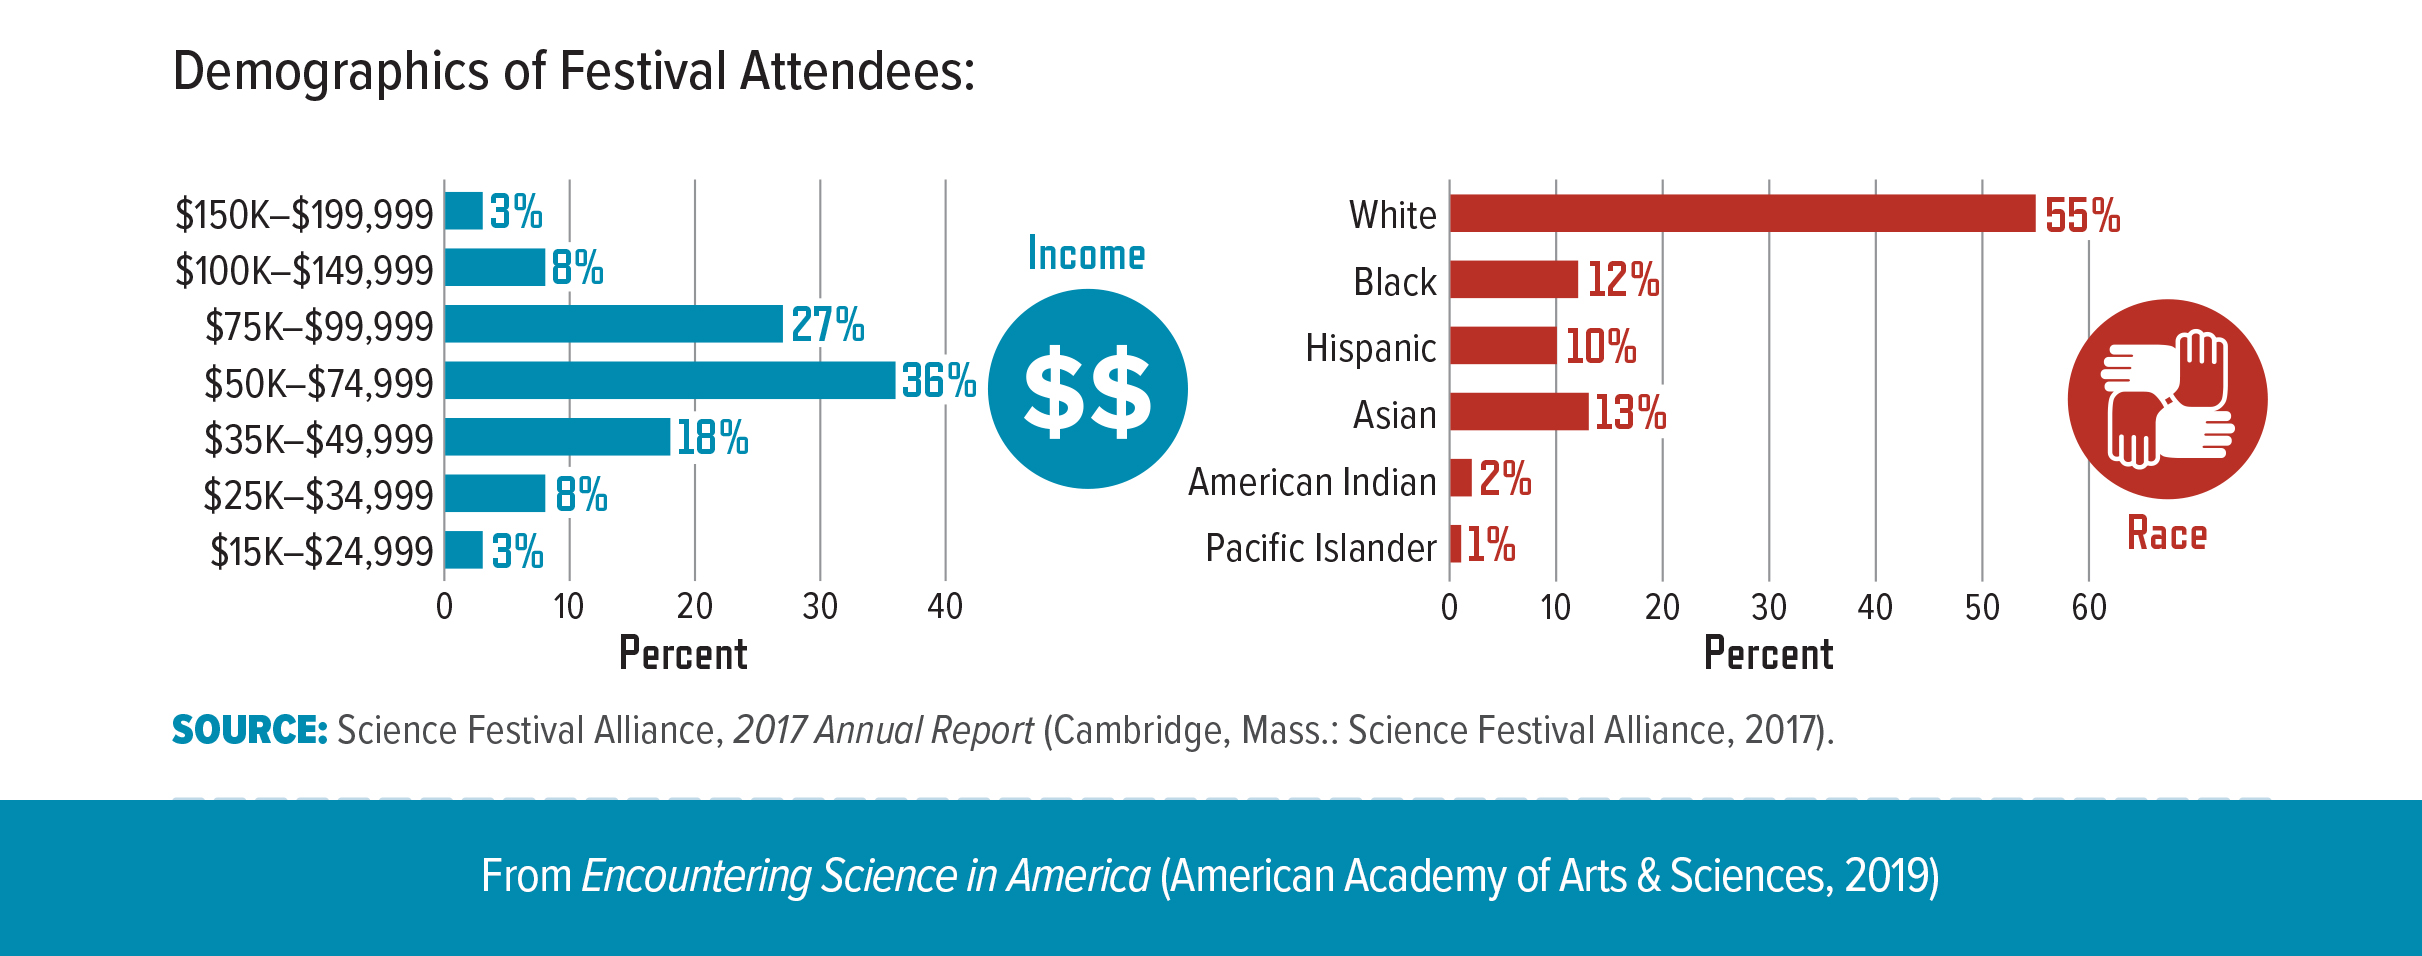 Demographics of Festival Attendees:
$150K–$199,999 3%
$100K–$149,999 8%
$75K–$99,999 27%
$50K–$74,999 36%
$35K–$49,999 18%
$25K–$34,999 8%
$15K–$24,999 3%
0 10 20 30 40
Percent
Income
$$
White 55%
Black 12%
Hispanic 10%
Asian 13%
American Indian 2%
Pacific Islander 1%
0 10 20 30 40 50 60
Percent
Race
SOURCE: Science Festival Alliance, 2017 Annual Report (Cambridge, Mass.: Science Festival Alliance, 2017).
From Encountering Science in America (American Academy of Arts & Sciences, 2019)